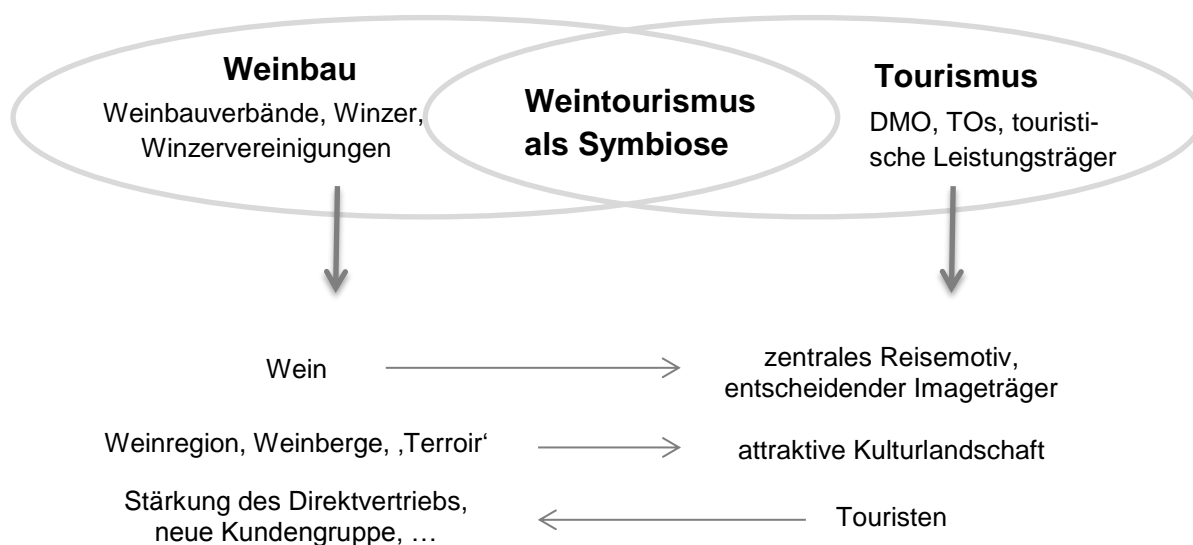 Weinbau
Weinbauverbände, Winzer,
Winzervereinigungen
Weintourismus
als Symbiose
Tourismus
DMO, TOs, touristi-
sche Leistungsträger
Wein
zentrales Reisemotiv,
entscheidender Imageträger
Weinregion, Weinberge, ‚Terroir‘
attraktive Kulturlandschaft
Stärkung des Direktvertriebs,
neue Kundengruppe, …
Touristen